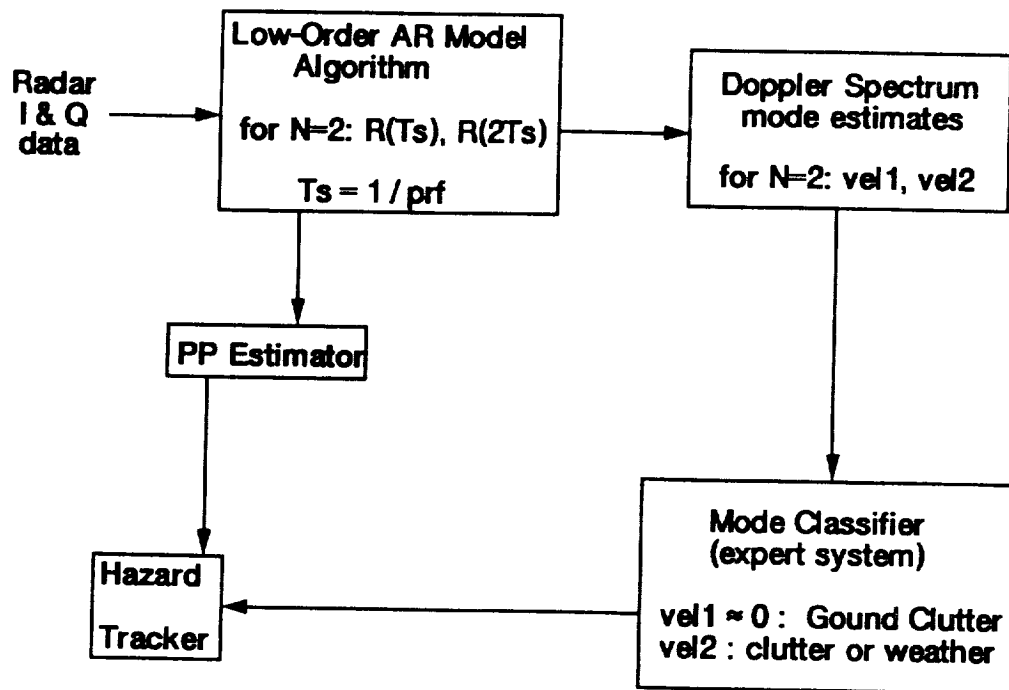 Radar
I & Q
data
Low-Order AR Model
Algorithm
for N=2: R(Ts), R(2Ts)
Ts = 1 / prf
Doppler Spectrum
mode estimates
for N=2: vel1, vel2
PP Estimator
Hazard
Tracker
Mode Classifier
(expert system)
vel1 ≈ 0 : Gound Clutter
vel2 : clutter or weather